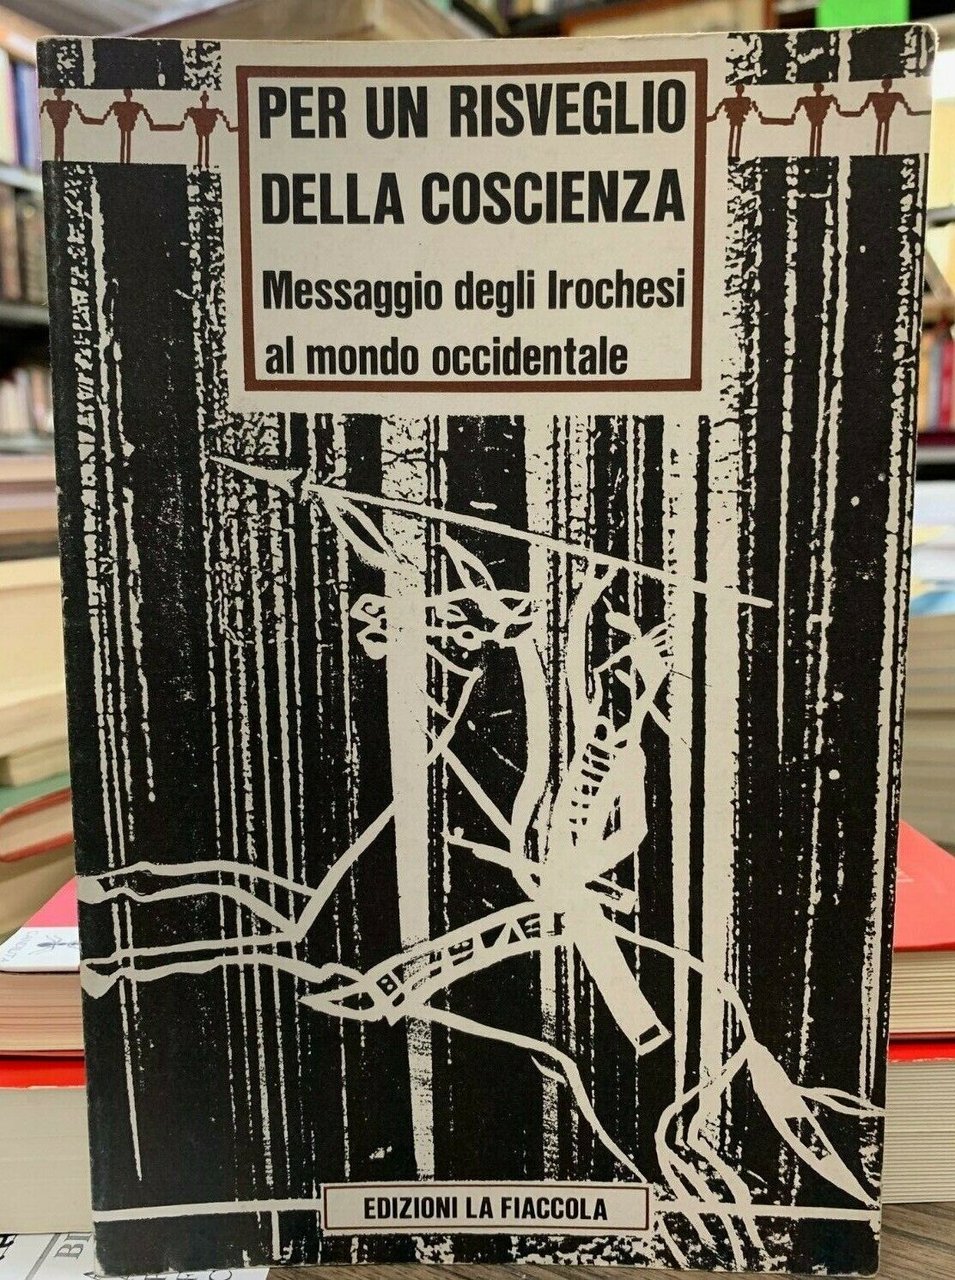 PER UN RISVEGLIO
DELLA COSCIENZA
Messaggio degli Irochesi
al mondo occidentale
EDIZIONI LA FIACCOLA